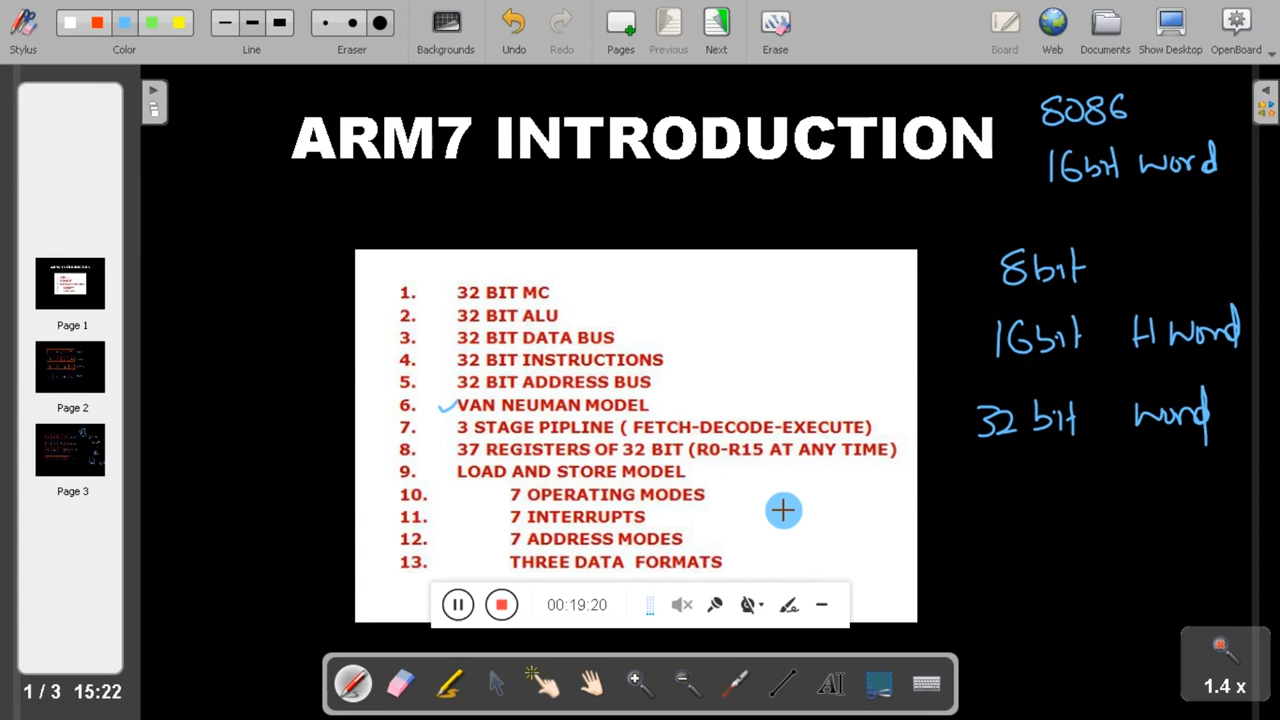 Stylus
Color
Line
Eraser
Backgrounds
Undo
Redo
Pages
Previous
Next
Erase
Board
Web
Documents
Show Desktop
OpenBoard
ARM7 INTRODUCTION
8086
16bit word
8bit
16bit H word
32 bit word
1. 32 BIT MC
2. 32 BIT ALU
3. 32 BIT DATA BUS
4. 32 BIT INSTRUCTIONS
5. 32 BIT ADDRESS BUS
6. VAN NEUMAN MODEL
7. 3 STAGE PIPLINE ( FETCH-DECODE-EXECUTE)
8. 37 REGISTERS OF 32 BIT (R0-R15 AT ANY TIME)
9. LOAD AND STORE MODEL
10. 7 OPERATING MODES
11. 7 INTERRUPTS
12. 7 ADDRESS MODES
13. THREE DATA FORMATS
Page 1
Page 2
Page 3
00:19:20
1 / 3 15:22
AI
1.4 x